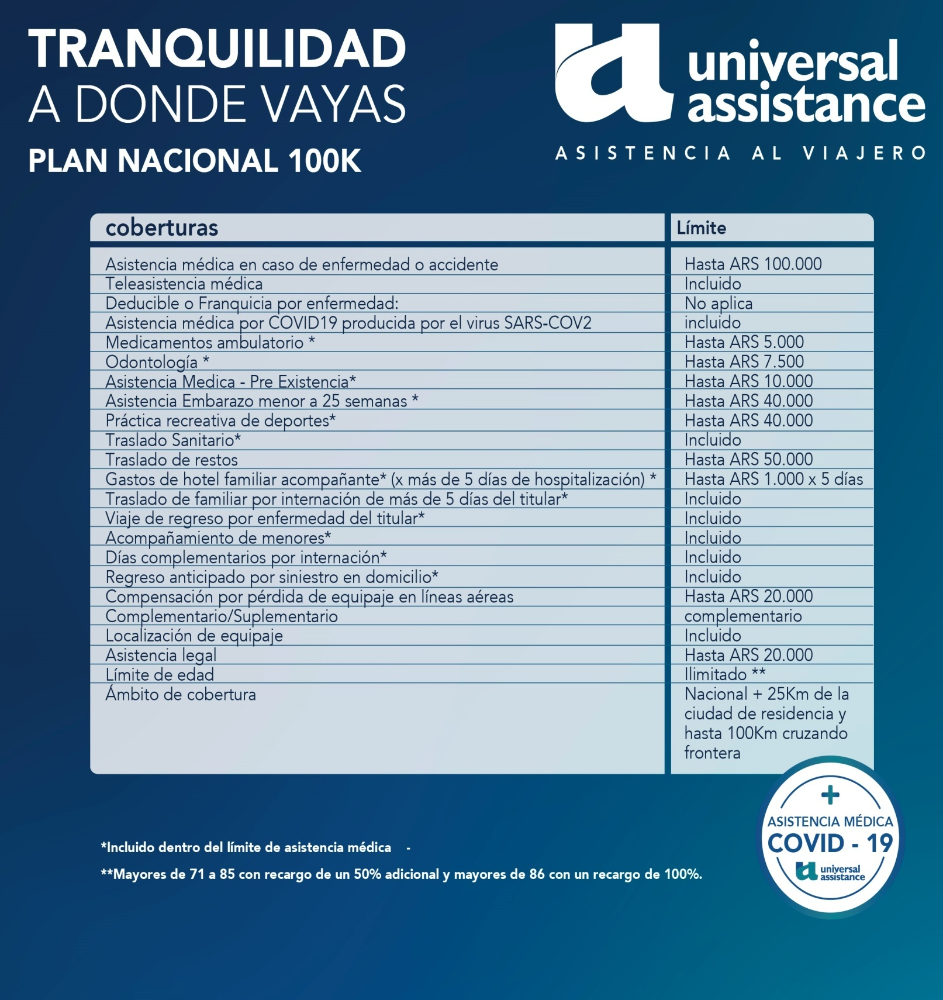 TRANQUILIDAD
A DONDE VAYAS
PLAN NACIONAL 100K
universal
assistance
ASISTENCIA AL VIAJERO
coberturas Límite
Asistencia médica en caso de enfermedad o accidente Hasta ARS 100.000
Teleasistencia médica Incluido
Deducible o Franquicia por enfermedad: No aplica
Asistencia médica por COVID19 producida por el virus SARS-COV2 incluido
Medicamentos ambulatorio * Hasta ARS 5.000
Odontología * Hasta ARS 7.500
Asistencia Medica - Pre Existencia* Hasta ARS 10.000
Asistencia Embarazo menor a 25 semanas * Hasta ARS 40.000
Práctica recreativa de deportes* Hasta ARS 40.000
Traslado Sanitario* Incluido
Traslado de restos Hasta ARS 50.000
Gastos de hotel familiar acompañante* (x más de 5 días de hospitalización) * Hasta ARS 1.000 x 5 días
Traslado de familiar por internación de más de 5 días del titular* Incluido
Viaje de regreso por enfermedad del titular* Incluido
Acompañamiento de menores* Incluido
Días complementarios por internación* Incluido
Regreso anticipado por siniestro en domicilio* Incluido
Compensación por pérdida de equipaje en líneas aéreas Hasta ARS 20.000
Complementario/Suplementario complementario
Localización de equipaje Incluido
Asistencia legal Hasta ARS 20.000
Límite de edad Ilimitado **
Ámbito de cobertura Nacional + 25Km de la
ciudad de residencia y
hasta 100Km cruzando
frontera
ASISTENCIA MÉDICA
COVID - 19
universal
assistance
*Incluido dentro del límite de asistencia médica -
**Mayores de 71 a 85 con recargo de un 50% adicional y mayores de 86 con un recargo de 100%.